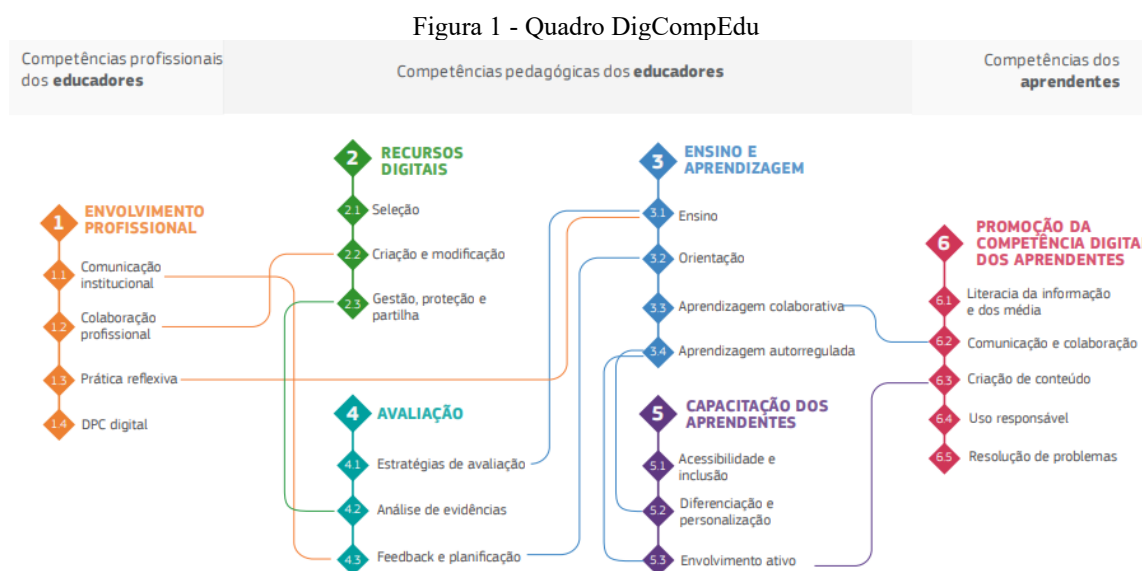 Figura 1 - Quadro DigCompEdu
Competências profissionais
dos educadores
Competências pedagógicas dos educadores
Competências dos
aprendentes
1
ENVOLVIMENTO
PROFISSIONAL
1.1
Comunicação
institucional
1.2
Colaboração
profissional
1.3
Prática reflexiva
1.4
DPC digital
2
RECURSOS
DIGITAIS
2.1
Seleção
2.2
Criação e modificação
2.3
Gestão, proteção e
partilha
4
AVALIAÇÃO
4.1
Estratégias de avaliação
4.2
Análise de evidências
4.3
Feedback e planificação
3
ENSINO E
APRENDIZAGEM
3.1
Ensino
3.2
Orientação
3.3
Aprendizagem colaborativa
3.4
Aprendizagem autorregulada
5
CAPACITAÇÃO DOS
APRENDENTES
5.1
Acessibilidade e
inclusão
5.2
Diferenciação e
personalização
5.3
Envolvimento ativo
6
PROMOÇÃO DA
COMPETÊNCIA DIGITA
DOS APRENDENTES
6.1
Literacia da informação
e dos média
6.2
Comunicação e colaboração
6.3
Criação de conteúdo
6.4
Uso responsável
6.5
Resolução de problemas